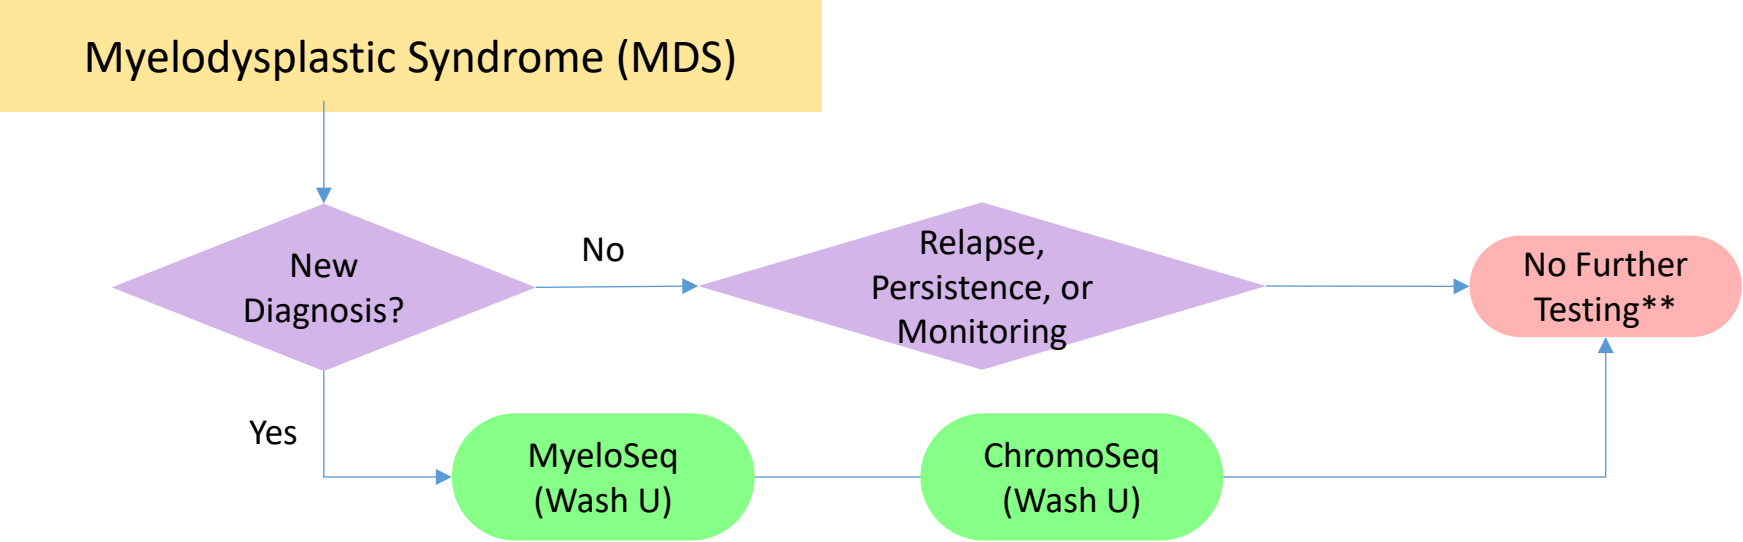 Myelodysplastic Syndrome (MDS)
New
Diagnosis?
No
Relapse,
Persistence, or
Monitoring
No Further
Testing**
Yes
MyeloSeq
(Wash U)
ChromoSeq
(Wash U)